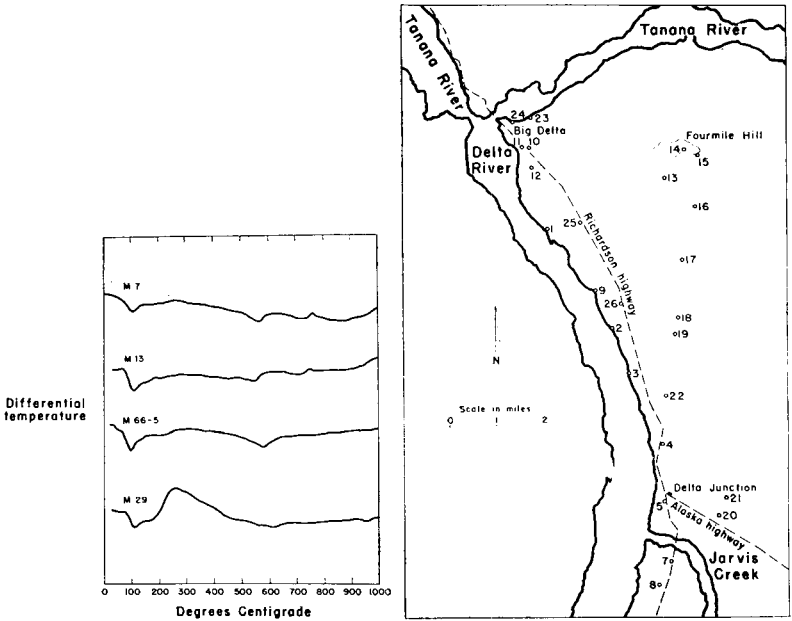 M 7
M 13
M 66-5
M 29
Differential
temperature
0 100 200 300 400 500 600 700 800 900 1000
Degrees Centigrade
Tanana River
Tanana River
24
23
Big Delta
11 10
Delta
River
12
Fourmile Hill
14
15
13
16
25
1
Richardson highway
17
9
26
18
2
19
N
3
22
Scale in miles
0 1 2
4
Delta Junction
21
5
Alaska highway
20
Jarvis
Creek
7
8